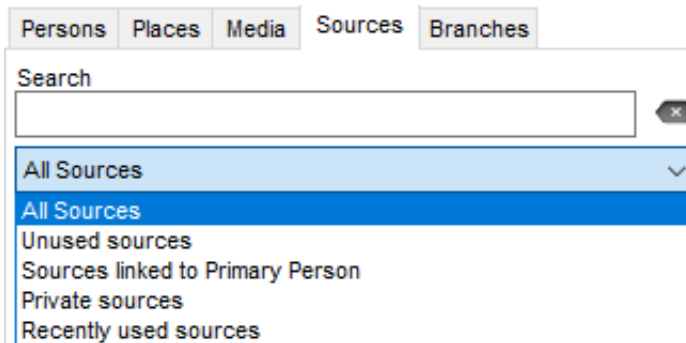 Persons Places Media Sources Branches
Search
All Sources
All Sources
Unused sources
Sources linked to Primary Person
Private sources
Recently used sources